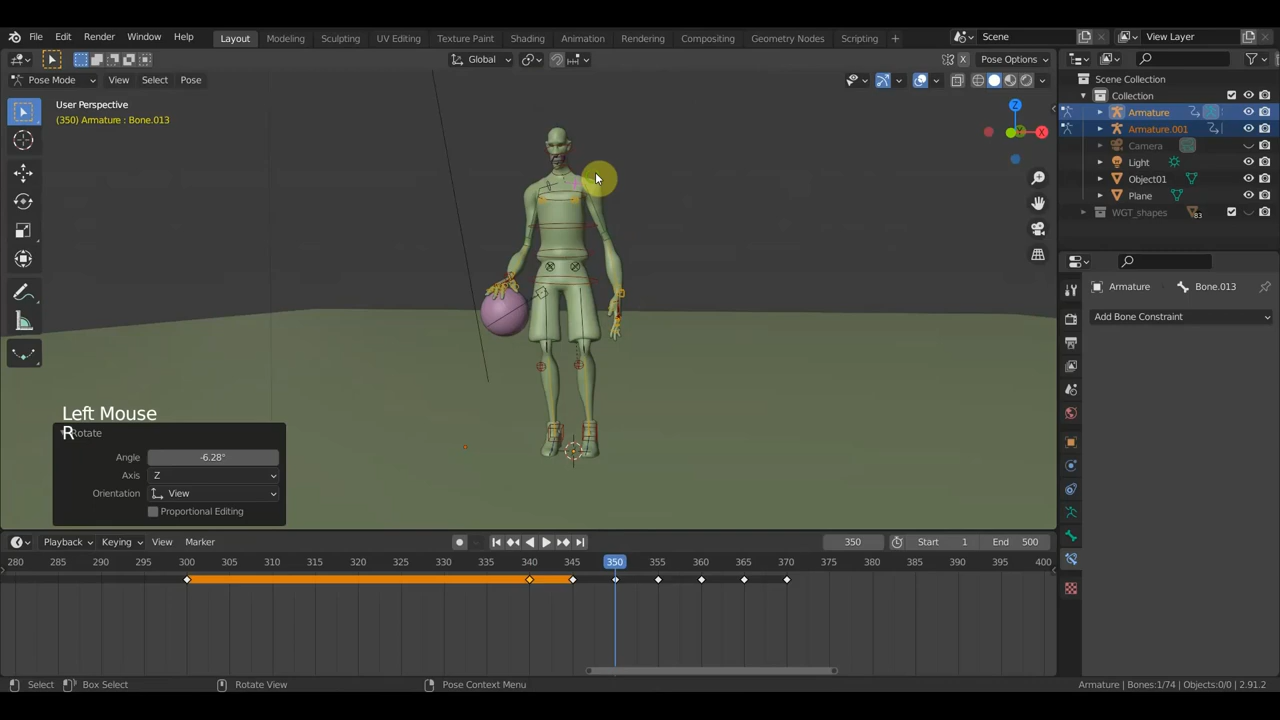 File Edit Render Window Help Layout Modeling Sculpting UV Editing Texture Paint Shading Animation Rendering Compositing Geometry Nodes Scripting + Scene View Layer
Global X Pose Options
Pose Mode View Select Pose
User Perspective
(350) Armature : Bone.013
Z
X
Left Mouse
R
Rotate
Angle -6.28°
Axis Z
Orientation View
Proportional Editing
Scene Collection
Collection
Armature
Armature.001
Camera
Light
Object01
Plane
WGT_shapes 83
Armature Bone.013
Add Bone Constraint
Playback Keying View Marker 350 Start 1 End 500
280 285 290 295 300 305 310 315 320 325 330 335 340 345 350 355 360 365 370 375 380 385 390 395 400
Select Box Select Rotate View Pose Context Menu Armature | Bones:1/74 | Objects:0/0 | 2.91.2